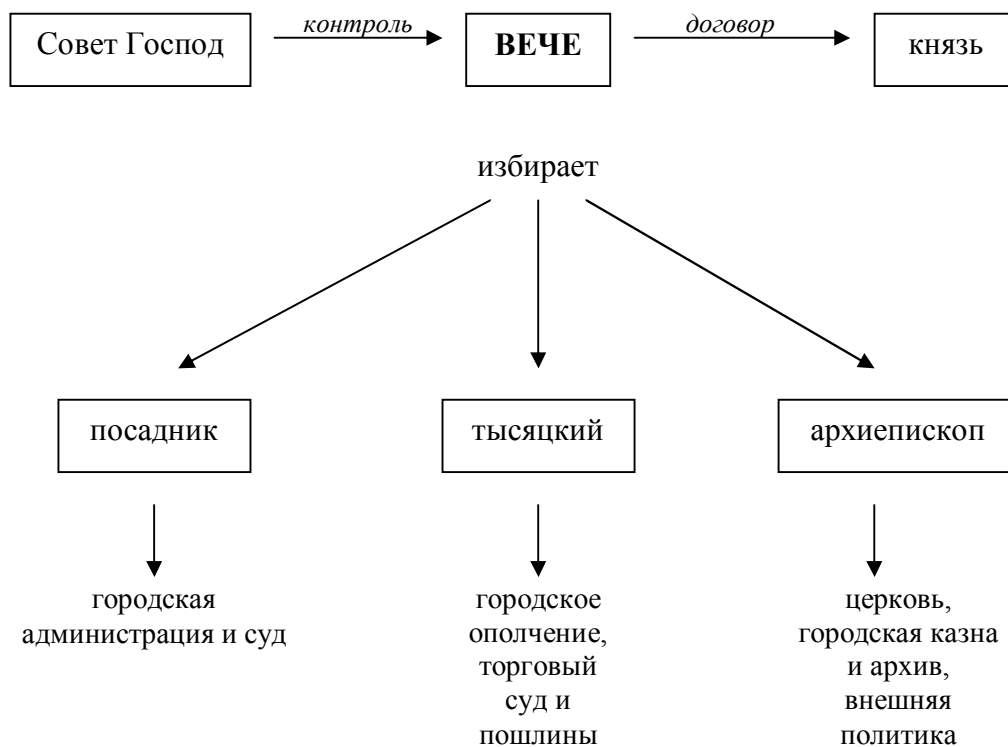 Совет Господ
контроль
ВЕЧЕ
договор
князь
избирает
посадник
тысяцкий
архиепископ
городская
администрация и суд
городское
ополчение,
торговый
суд и
пошлины
церковь,
городская казна
и архив,
внешняя
политика